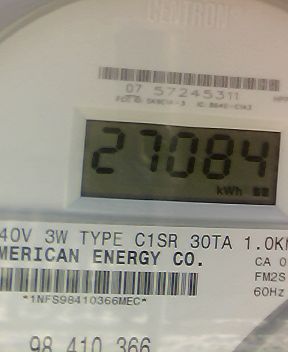 CENTRON
07 57245311
27084
kWh
40V 3W TYPE C1SR 30TA 1.0K
MERICAN ENERGY CO.
CA 0
FM2S
*1NFS98410366MEC*
60Hz
98 410 366